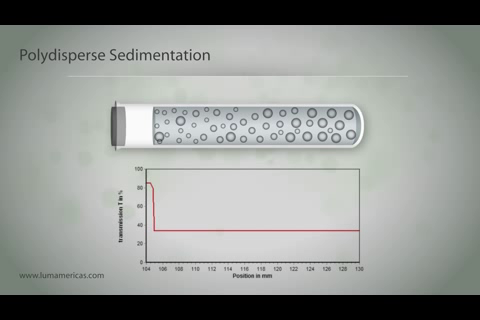 Polydisperse Sedimentation
transmission T in %
100
80
60
40
20
0
104 106 108 110 112 114 116 118 120 122 124 126 128 130
Position in mm
www.lumamericas.com